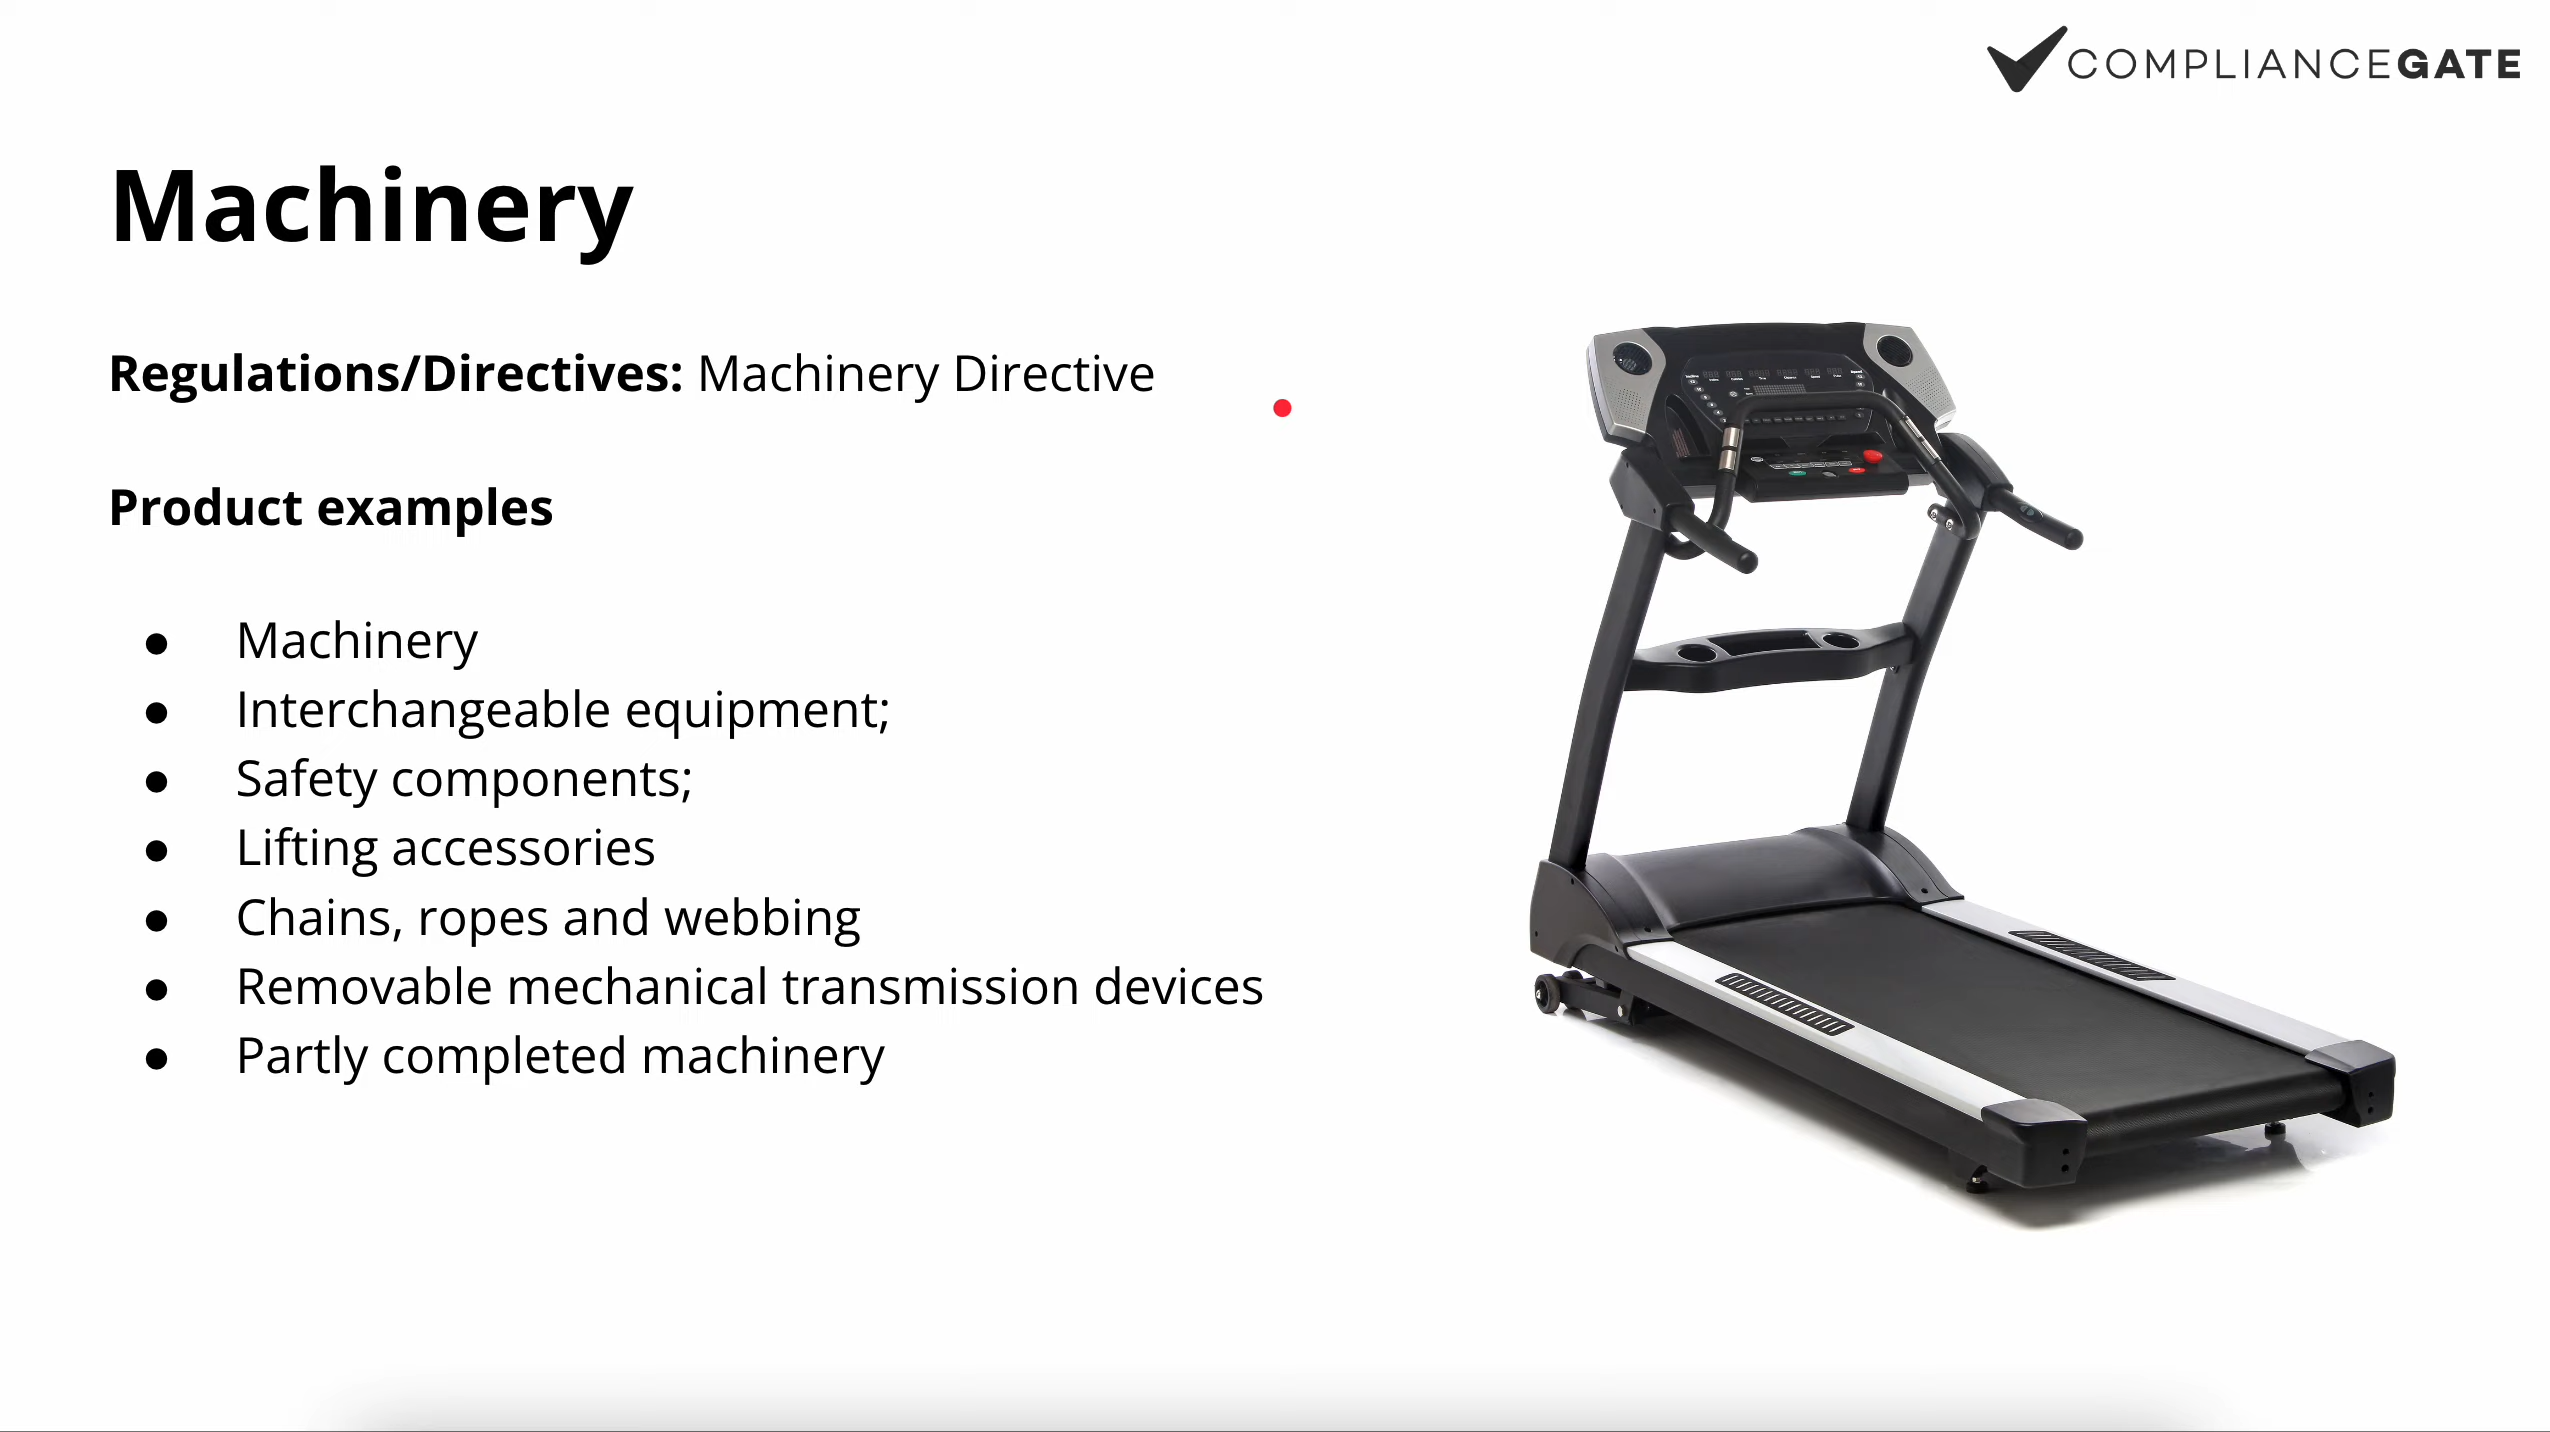 COMPLIANCEGATE
Machinery
Regulations/Directives: Machinery Directive
Product examples
● Machinery
● Interchangeable equipment;
● Safety components;
● Lifting accessories
● Chains, ropes and webbing
● Removable mechanical transmission devices
● Partly completed machinery